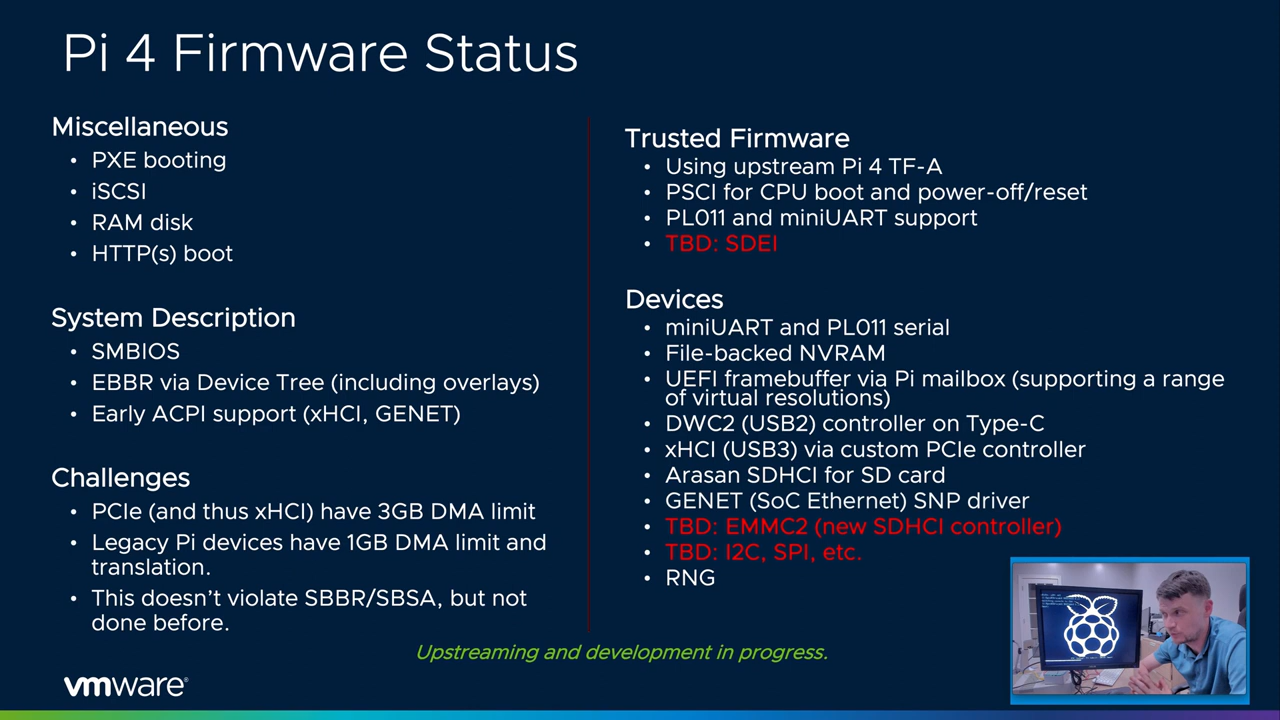 Pi 4 Firmware Status
Miscellaneous
• PXE booting
• iSCSI
• RAM disk
• HTTP(s) boot
System Description
• SMBIOS
• EBBR via Device Tree (including overlays)
• Early ACPI support (xHCI, GENET)
Challenges
• PCIe (and thus xHCI) have 3GB DMA limit
• Legacy Pi devices have 1GB DMA limit and
translation.
• This doesn't violate SBBR/SBSA, but not
done before.
Trusted Firmware
• Using upstream Pi 4 TF-A
• PSCI for CPU boot and power-off/reset
• PL011 and miniUART support
• TBD: SDEI
Devices
• miniUART and PL011 serial
• File-backed NVRAM
• UEFI framebuffer via Pi mailbox (supporting a range
of virtual resolutions)
• DWC2 (USB2) controller on Type-C
• xHCI (USB3) via custom PCIe controller
• Arasan SDHCI for SD card
• GENET (SoC Ethernet) SNP driver
• TBD: EMMC2 (new SDHCI controller)
• TBD: I2C, SPI, etc.
• RNG
Upstreaming and development in progress.
vmware®